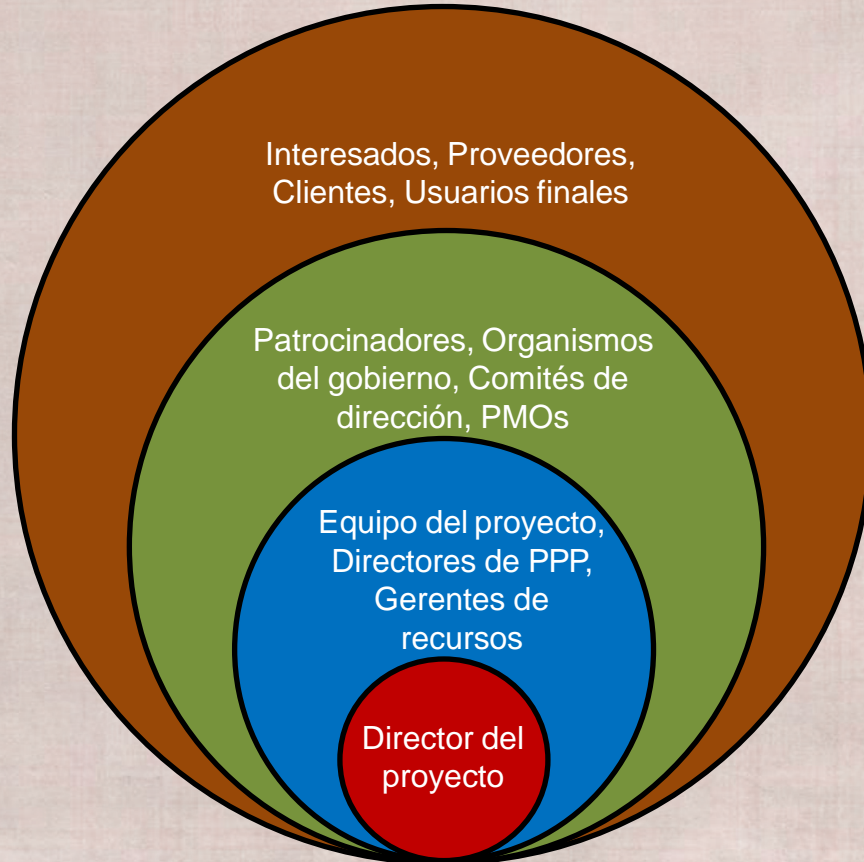 Interesados, Proveedores,
Clientes, Usuarios finales
Patrocinadores, Organismos
del gobierno, Comités de
dirección, PMOs
Equipo del proyecto,
Directores de PPP,
Gerentes de
recursos
Director del
proyecto